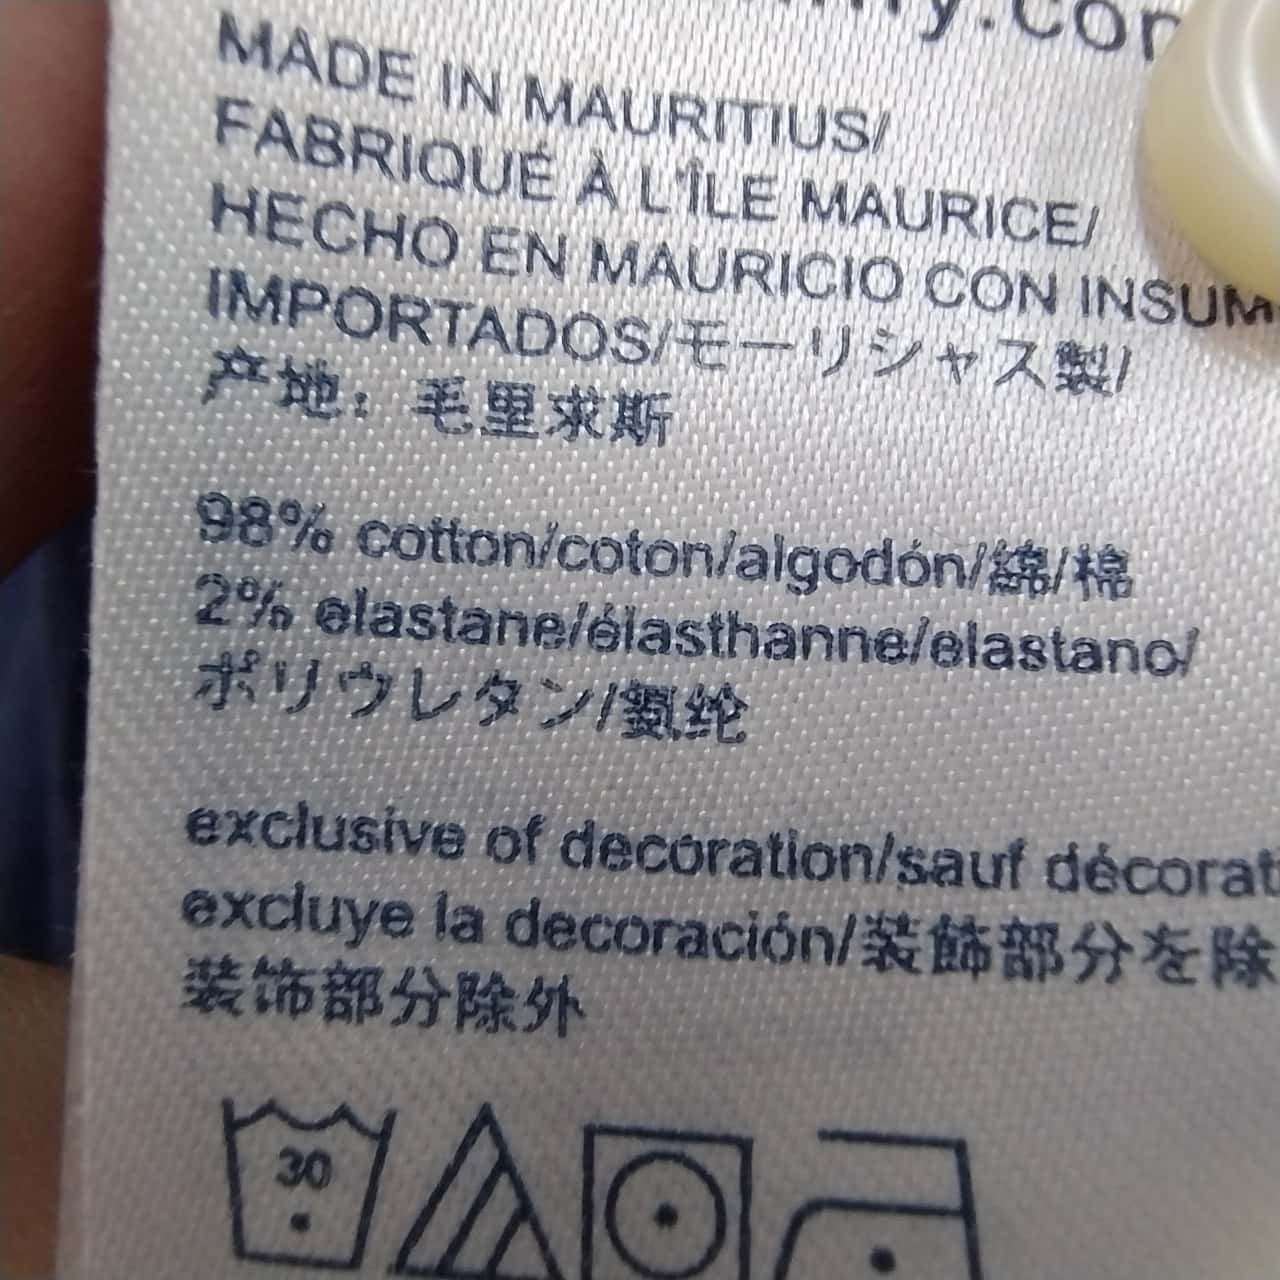 MADE IN MAURITIUS/
FABRIQUÉ À L'ÎLE MAURICE/
HECHO EN MAURICIO CON
IMPORTADOS/モーリシャス製/
产地：毛里求斯
98% cotton/coton/algodón/綿/棉
2% elastane/élasthanne/elastano/
ポリウレタン/氨纶
exclusive of decoration/sauf
excluye la decoración/装飾部分を除
装饰部分除外
30